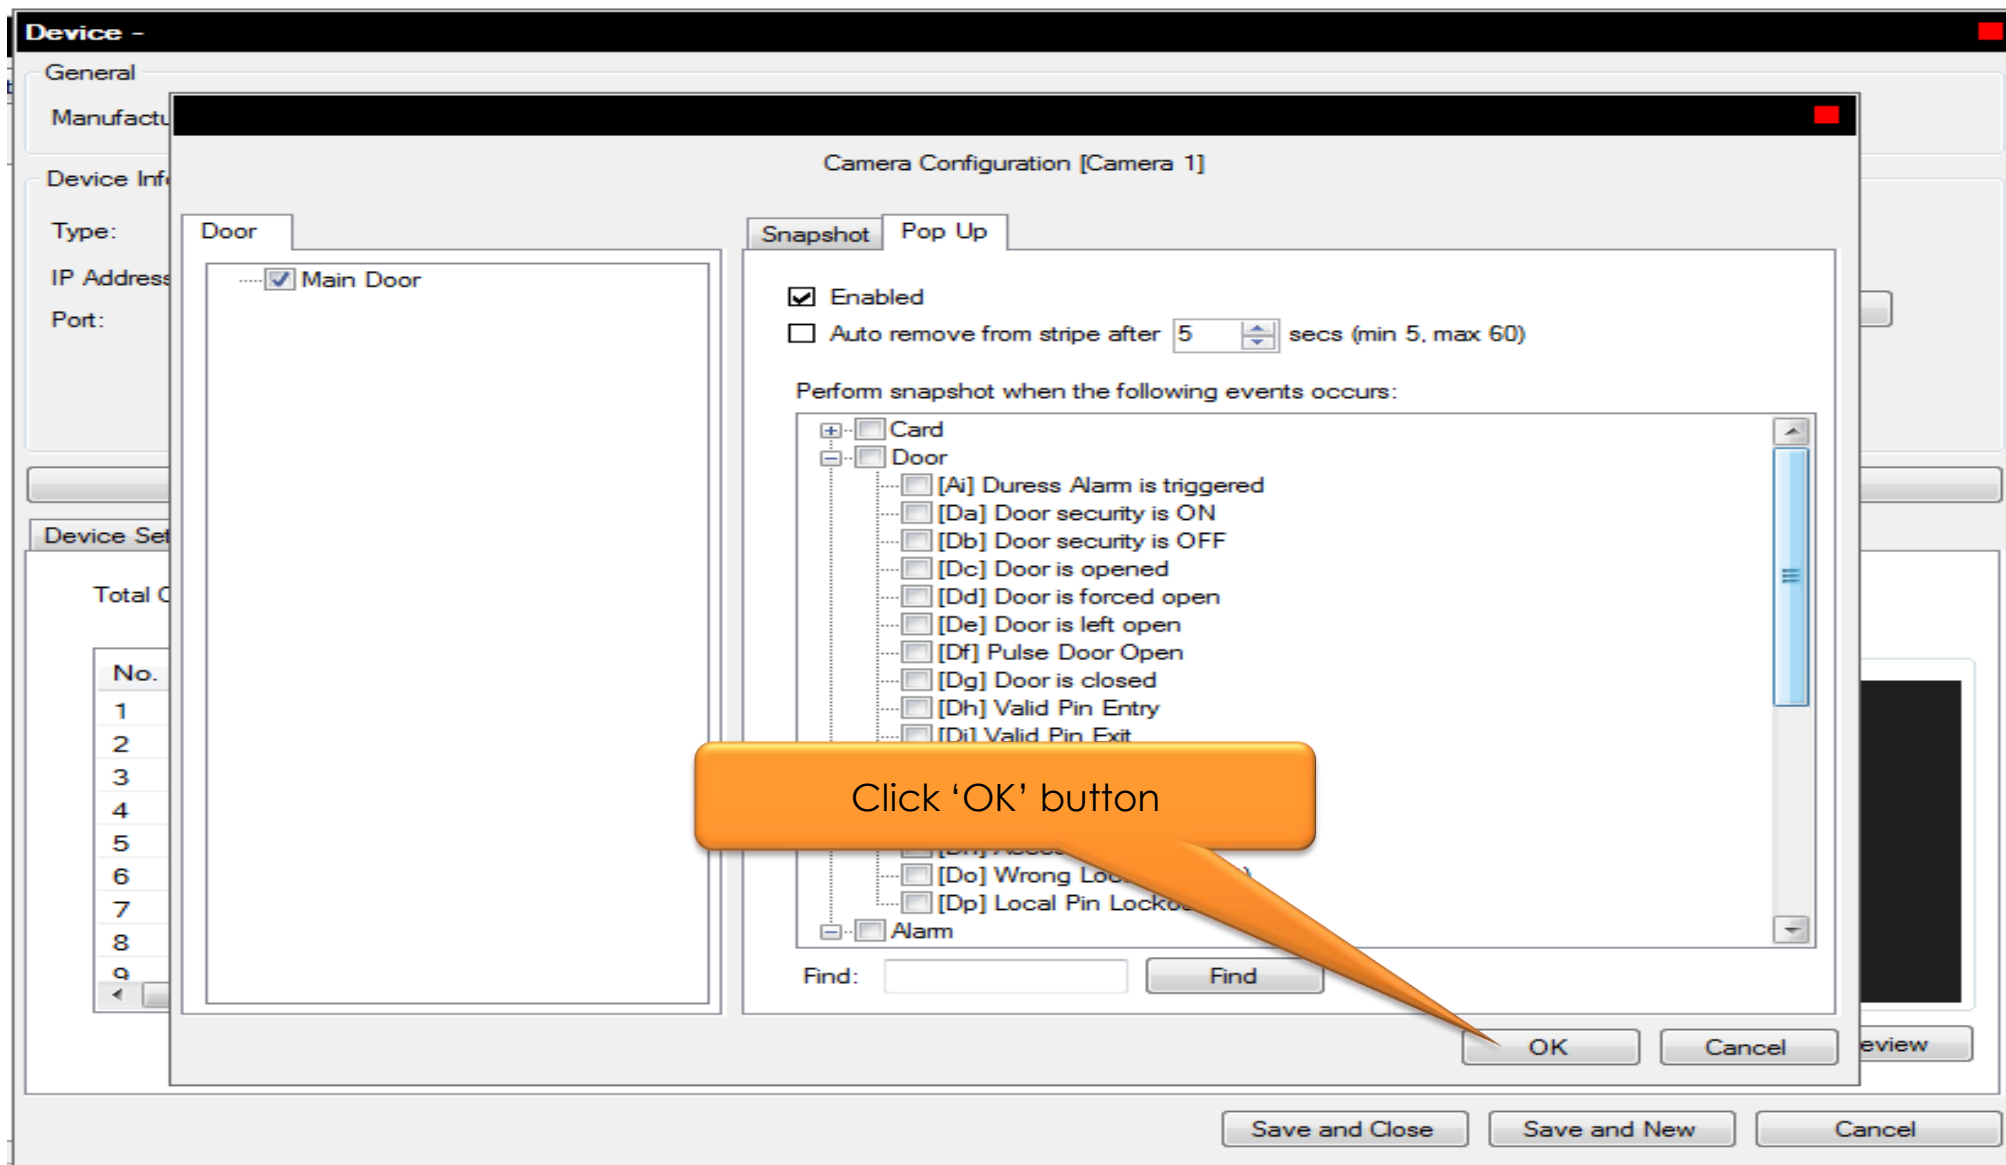 Device -
General
Manufactu
Camera Configuration [Camera 1]
Device Inf
Type:
IP Address
Port:
Door
Main Door
Snapshot
Pop Up
Enabled
Auto remove from stripe after 5 secs (min 5, max 60)
Perform snapshot when the following events occurs:
Card
Door
[Ai] Duress Alarm is triggered
[Da] Door security is ON
[Db] Door security is OFF
[Dc] Door is opened
[Dd] Door is forced open
[De] Door is left open
[Df] Pulse Door Open
[Dg] Door is closed
[Dh] Valid Pin Entry
[Di] Valid Pin Exit
Click ‘OK’ button
[Do] Wrong
[Dp] Local Pin
Alarm
Find:
Find
OK
Cancel
Device Set
Total
No.
1
2
3
4
5
6
7
8
9
eview
Save and Close
Save and New
Cancel